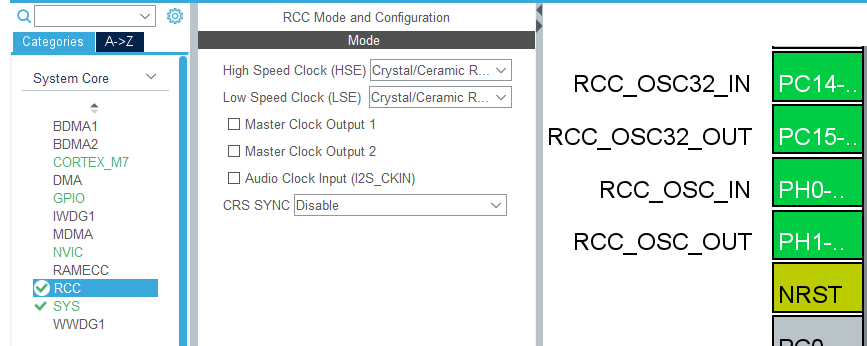 Categories
A->Z
System Core
BDMA1
BDMA2
CORTEX_M7
DMA
GPIO
IWDG1
MDMA
NVIC
RAMECC
RCC
SYS
WWDG1
RCC Mode and Configuration
Mode
High Speed Clock (HSE) Crystal/Ceramic R...
Low Speed Clock (LSE) Crystal/Ceramic R...
Master Clock Output 1
Master Clock Output 2
Audio Clock Input (I2S_CKIN)
CRS SYNC Disable
RCC_OSC32_IN PC14-..
RCC_OSC32_OUT PC15-..
RCC_OSC_IN PH0-..
RCC_OSC_OUT PH1-..
NRST